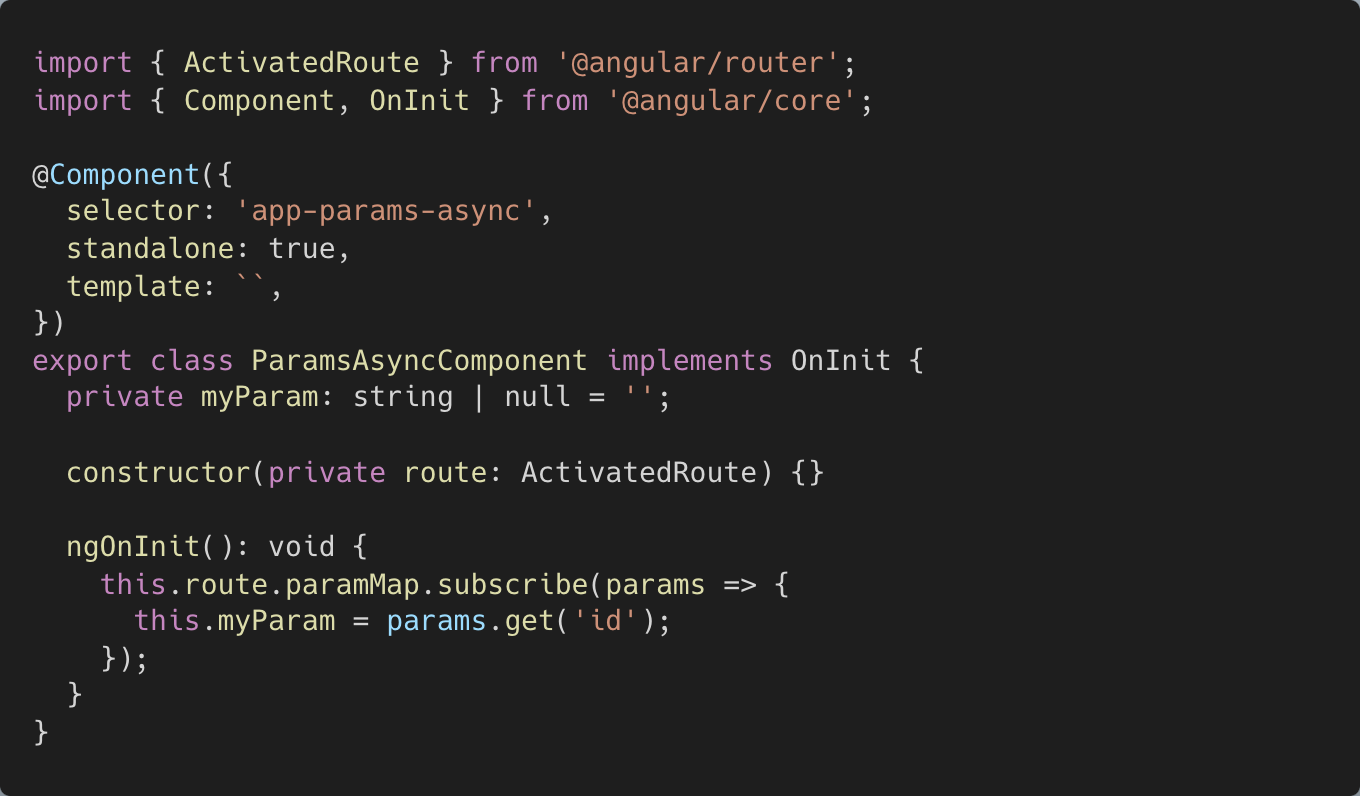 import { ActivatedRoute } from '@angular/router';
import { Component, OnInit } from '@angular/core';

@Component({
  selector: 'app-params-async',
  standalone: true,
  template: ``,
})
export class ParamsAsyncComponent implements OnInit {
  private myParam: string | null = '';

  constructor(private route: ActivatedRoute) {}

  ngOnInit(): void {
    this.route.paramMap.subscribe(params => {
      this.myParam = params.get('id');
    });
  }
}